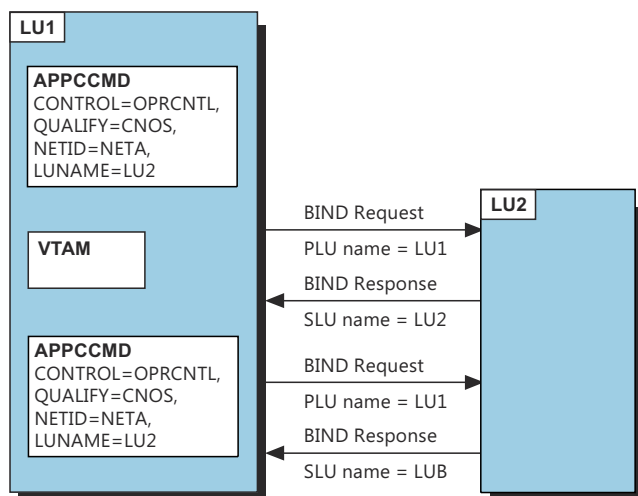 LU1
APPCCMD
CONTROL=OPRCNTL,
QUALIFY=CNOS,
NETID=NETA,
LUNAME=LU2
VTAM
APPCCMD
CONTROL=OPRCNTL,
QUALIFY=CNOS,
NETID=NETA,
LUNAME=LU2
BIND Request
PLU name = LU1
BIND Response
SLU name = LU2
BIND Request
PLU name = LU1
BIND Response
SLU name = LUB
LU2